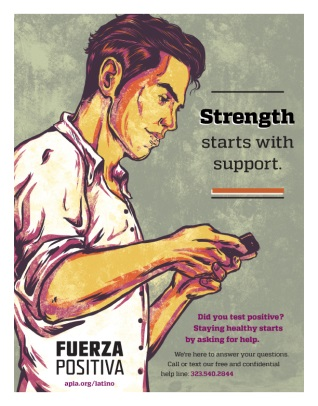 Strength
starts with
support.
Did you test positive?
Staying healthy starts
by asking for help.
We're here to answer your questions.
Call or text our free and confidential
help line 323.540.2844
FUERZA
POSITIVA
apla.org/latino